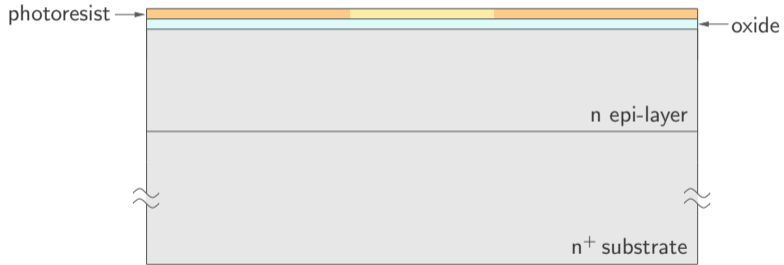 photoresist
oxide
n epi-layer
n⁺ substrate